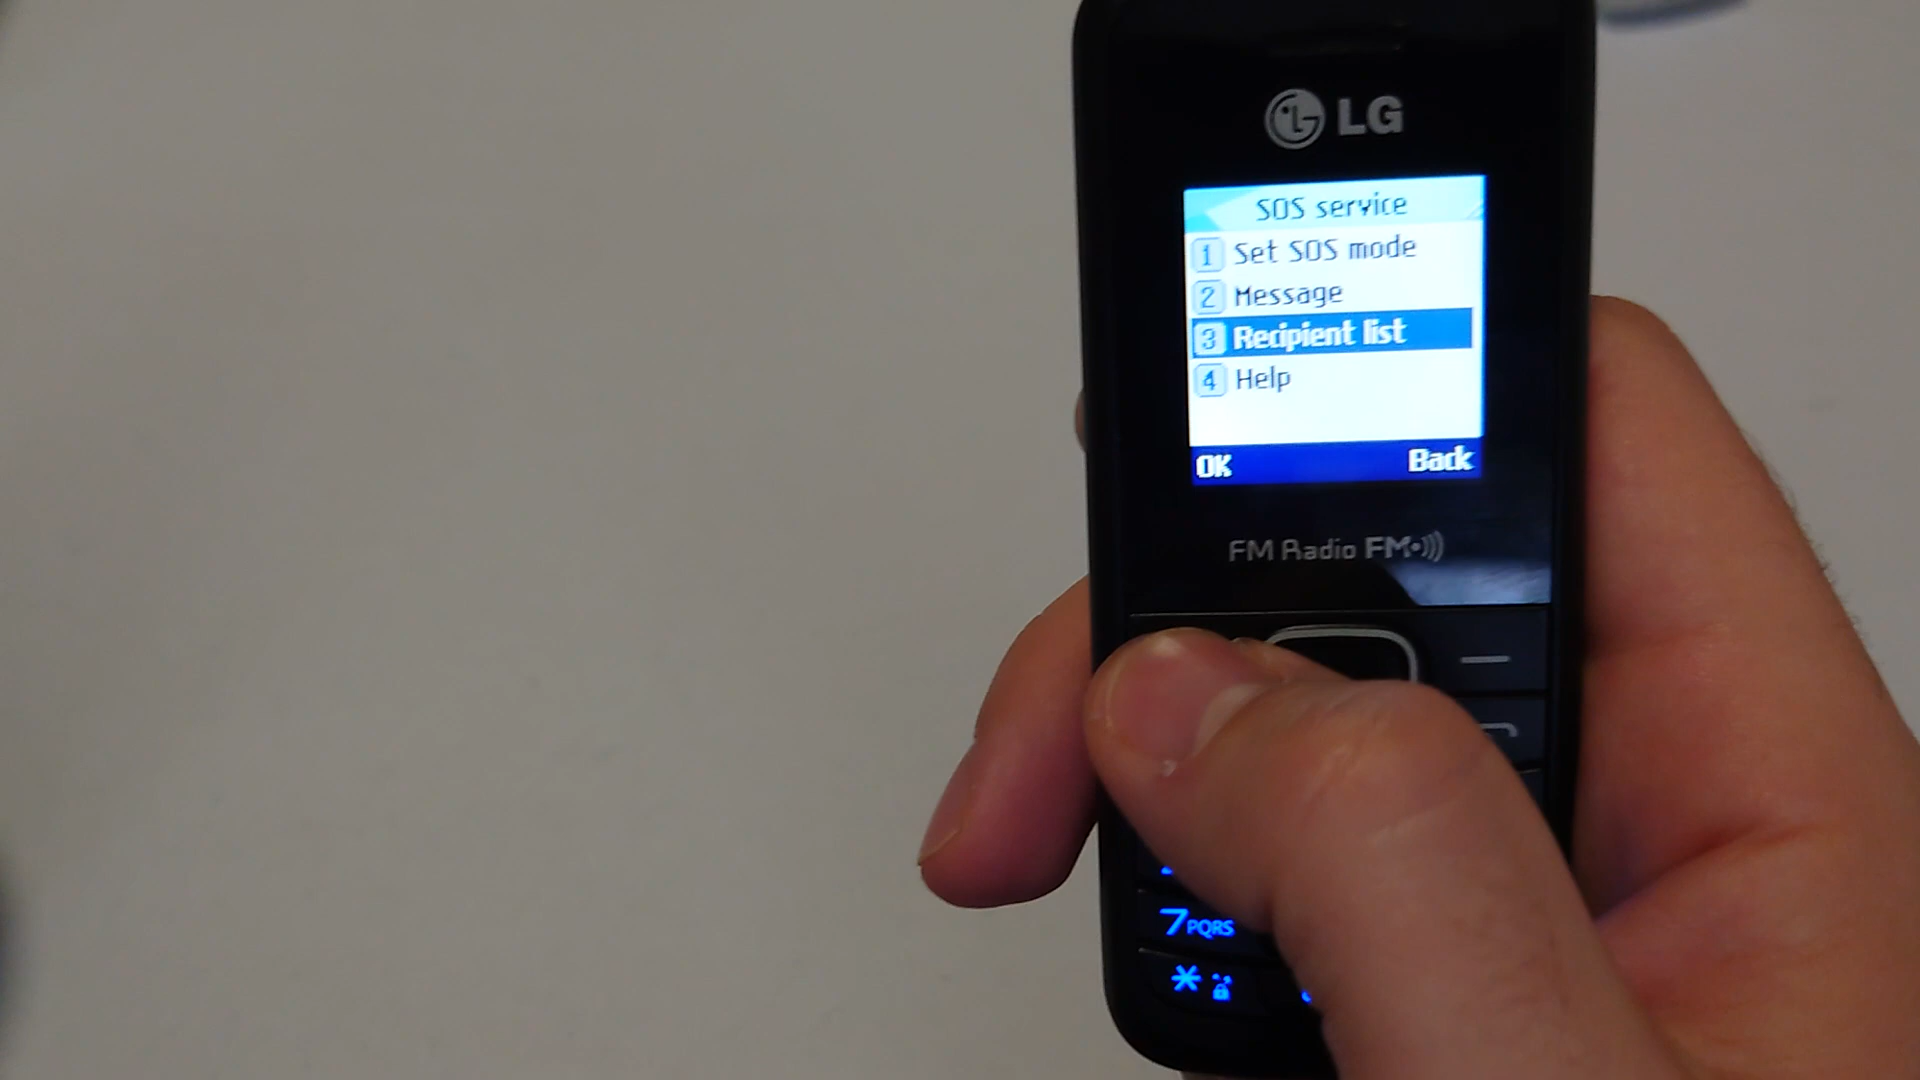 LG
SOS service
1 Set SOS mode
2 Message
3 Recipient list
4 Help
OK Back
FM Radio FM
7PQRS
*